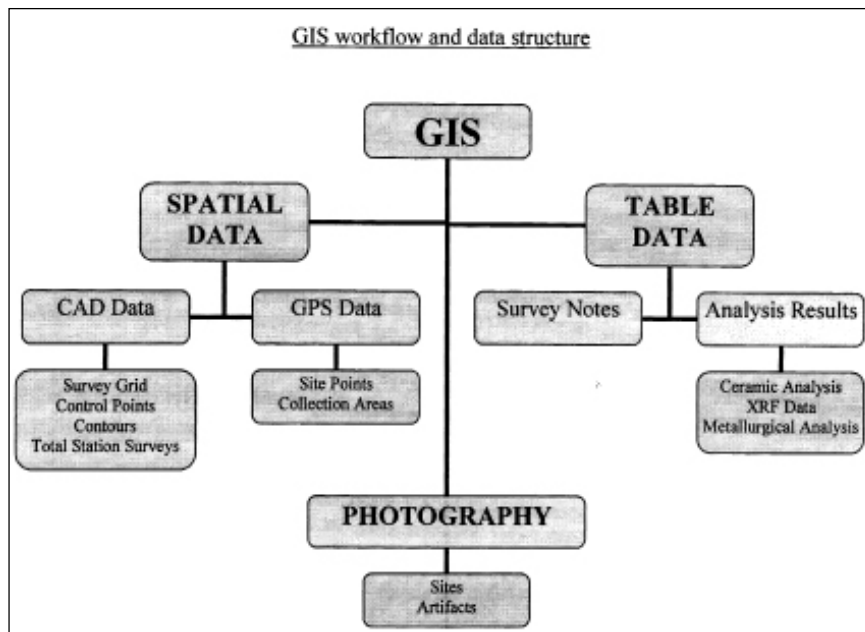 GIS workflow and data structure
GIS
SPATIAL
DATA
TABLE
DATA
CAD Data
GPS Data
Survey Notes
Analysis Results
Survey Grid
Control Points
Contours
Total Station Surveys
Site Points
Collection Areas
Ceramic Analysis
XRF Data
Metallurgical Analysis
PHOTOGRAPHY
Sites
Artifacts